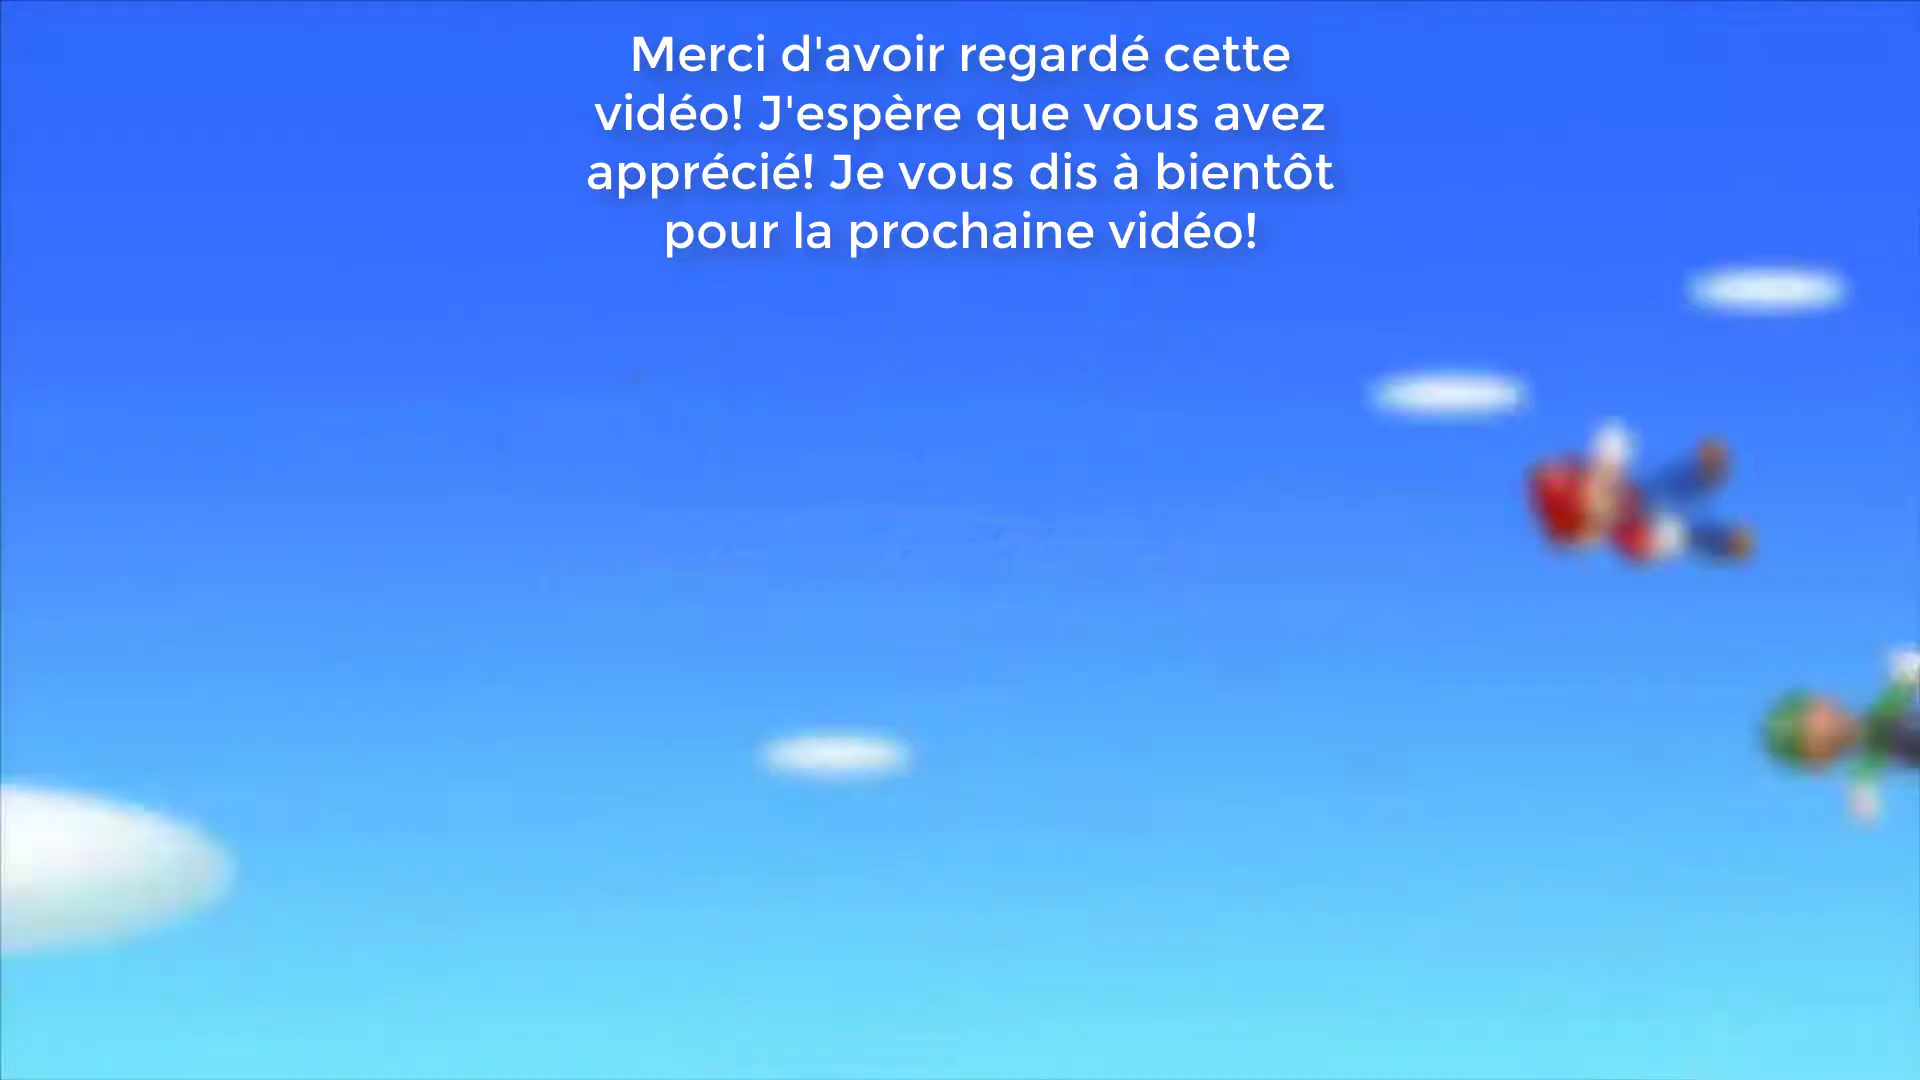 Merci d'avoir regardé cette
vidéo! J'espère que vous avez
apprécié! Je vous dis à bientôt
pour la prochaine vidéo!